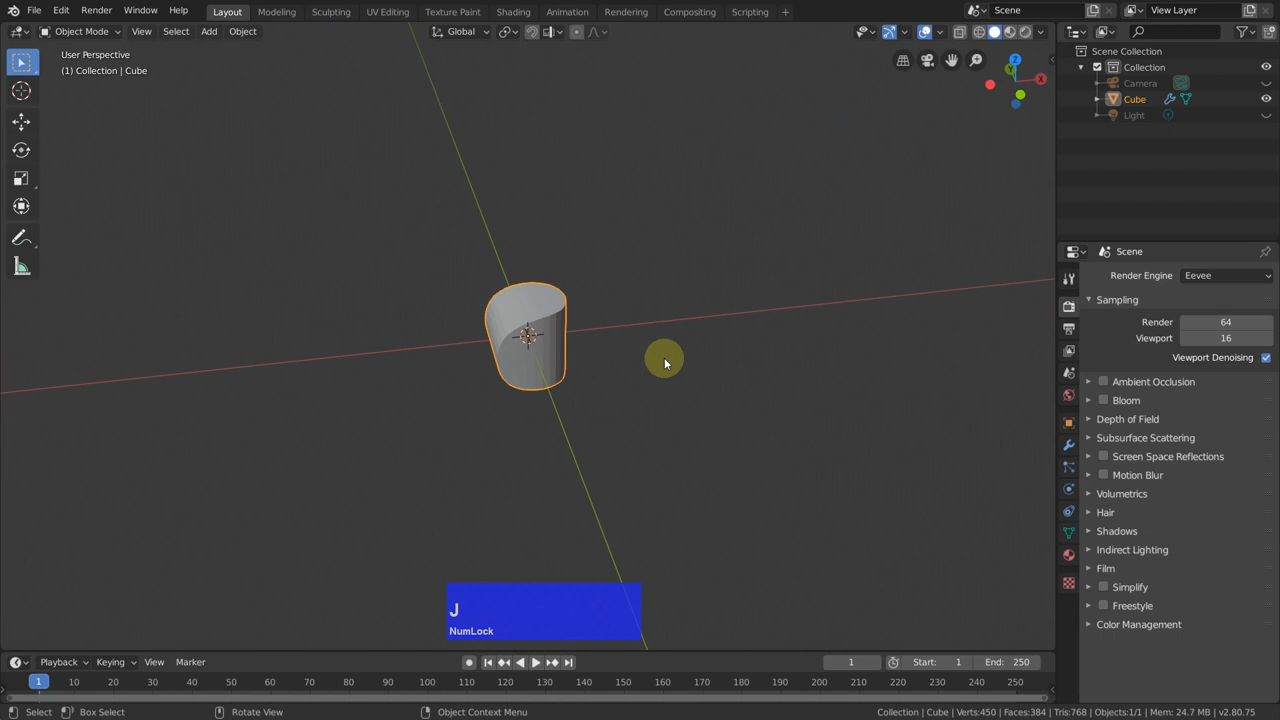 File Edit Render Window Help Layout Modeling Sculpting UV Editing Texture Paint Shading Animation Rendering Compositing Scripting + Scene View Layer
Object Mode View Select Add Object Global
User Perspective
(1) Collection | Cube
Z
Y
X
Scene Collection
Collection
Camera
Cube
Light
Scene
Render Engine Eevee
Sampling
Render 64
Viewport 16
Viewport Denoising
Ambient Occlusion
Bloom
Depth of Field
Subsurface Scattering
Screen Space Reflections
Motion Blur
Volumetrics
Hair
Shadows
Indirect Lighting
Film
Simplify
Freestyle
Color Management
J
NumLock
Playback Keying View Marker 1 Start: 1 End: 250
1 10 20 30 40 50 60 70 80 90 100 110 120 130 140 150 160 170 180 190 200 210 220 230 240 250
Select Box Select Rotate View Object Context Menu Collection | Cube | Verts:450 | Faces:384 | Tris:768 | Objects:1/1 | Mem: 24.7 MB | v2.80.75